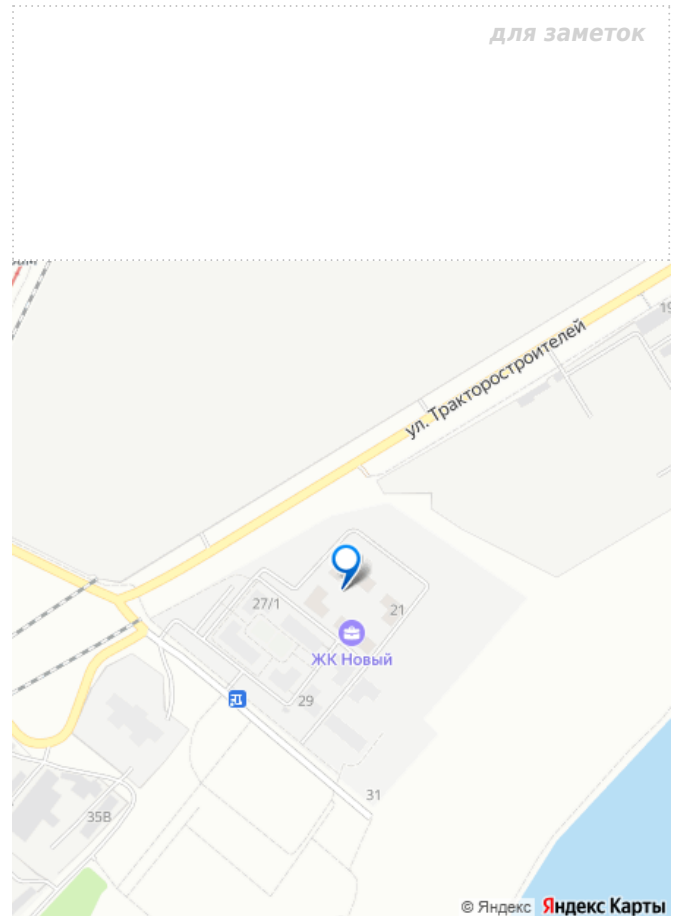 для заметок
19
ул. Тракторостроителей
27/1
21
ЖК Новый
29
31
35В
© Яндекс Яндекс Карты